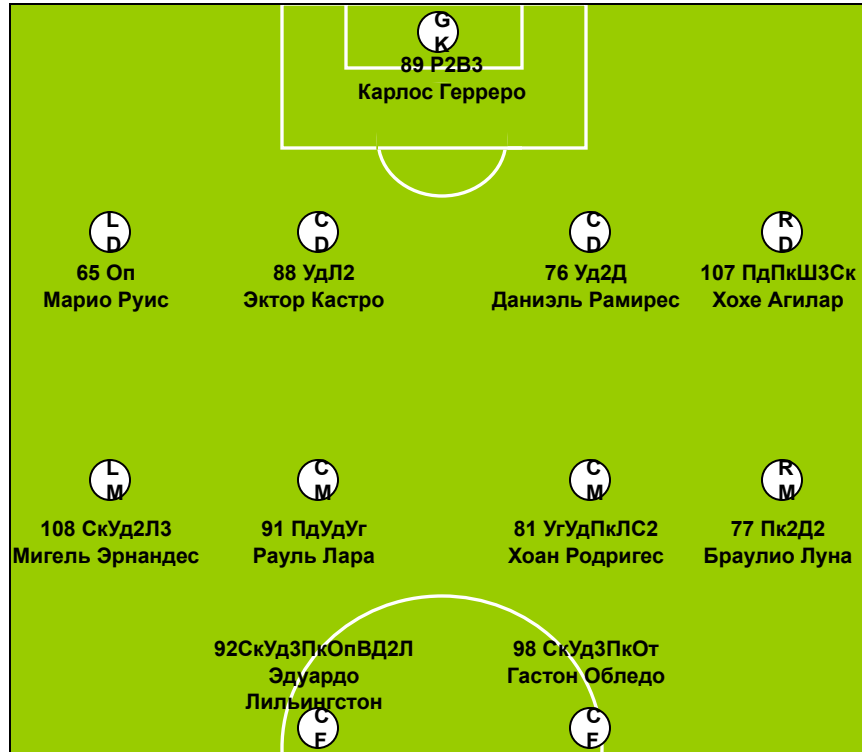 G
K
89 Р2В3
Карлос Герреро
L
D
65 Оп
Марио Руис
C
D
88 УдЛ2
Эктор Кастро
C
D
76 Уд2Д
Даниэль Рамирес
R
D
107 ПдПкШ3Ск
Хохе Агилар
L
M
108 СкУд2Л3
Мигель Эрнандес
C
M
91 ПдУдУг
Рауль Лара
C
M
81 УгУдПкЛС2
Хоан Родригес
R
M
77 Пк2Д2
Браулио Луна
92СкУд3ПкОпВД2Л
Эдуардо
Лильингстон
C
F
98 СкУд3ПкОт
Гастон Обледо
C
F